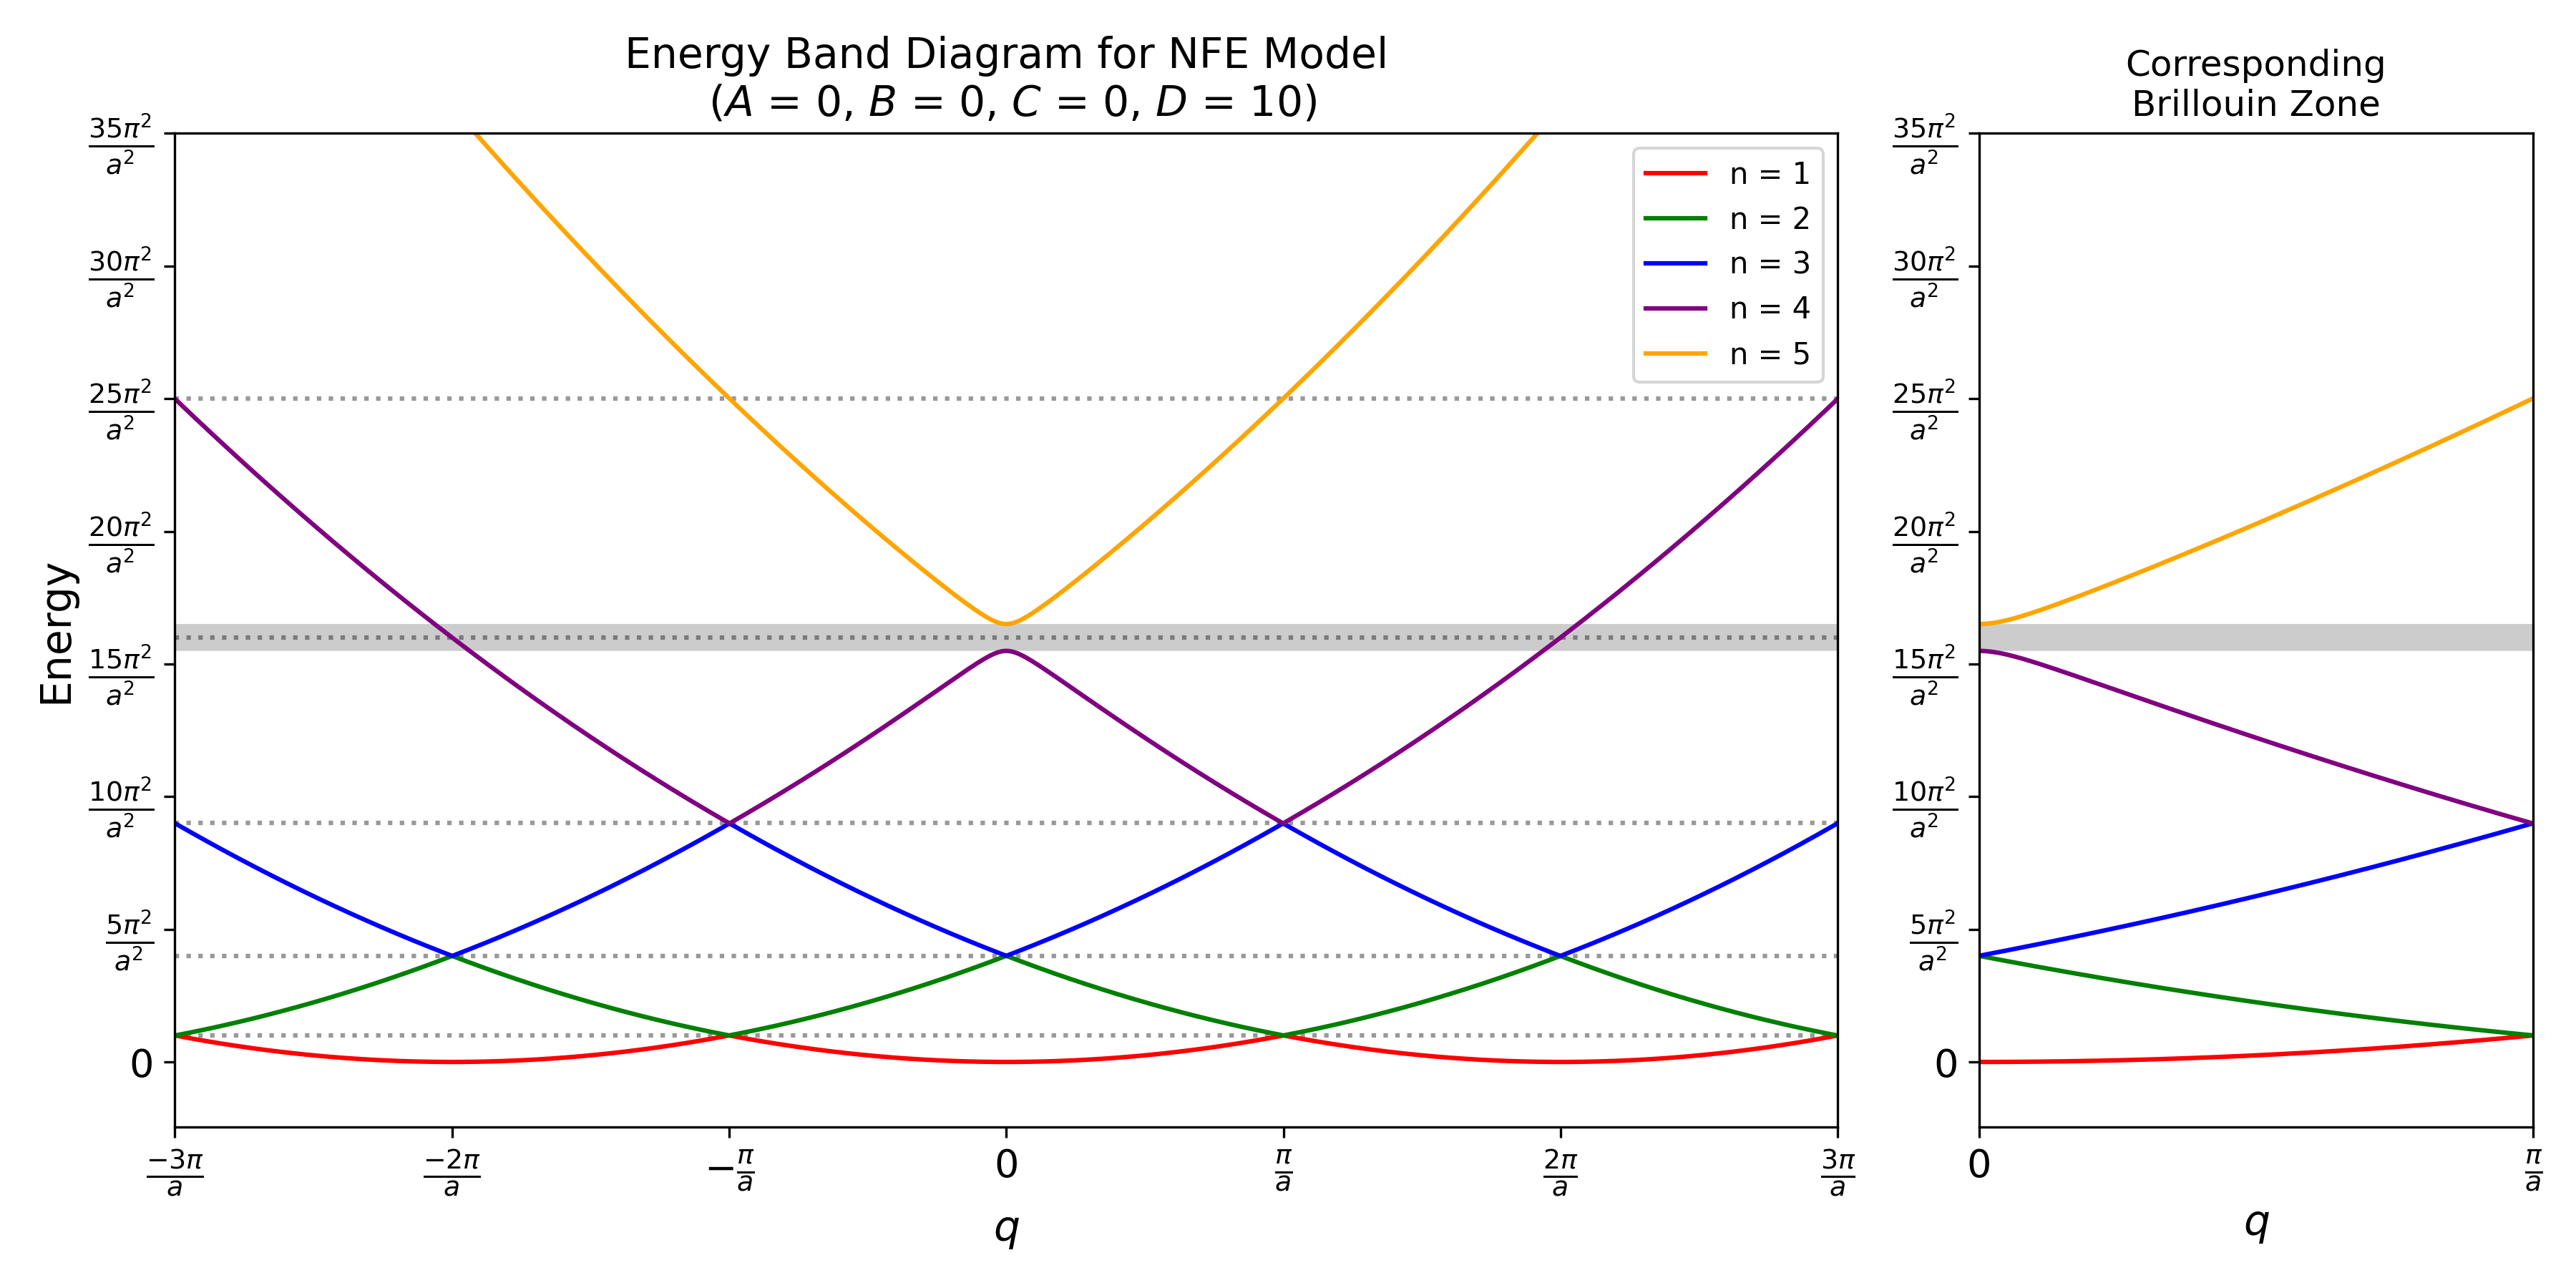 Energy Band Diagram for NFE Model
(A = 0, B = 0, C = 0, D = 10)
Energy
35π²/a²
30π²/a²
25π²/a²
20π²/a²
15π²/a²
10π²/a²
5π²/a²
0
−3π/a
−2π/a
−π/a
0
π/a
2π/a
3π/a
q
n = 1
n = 2
n = 3
n = 4
n = 5
Corresponding
Brillouin Zone
35π²/a²
30π²/a²
25π²/a²
20π²/a²
15π²/a²
10π²/a²
5π²/a²
0
0
π/a
q